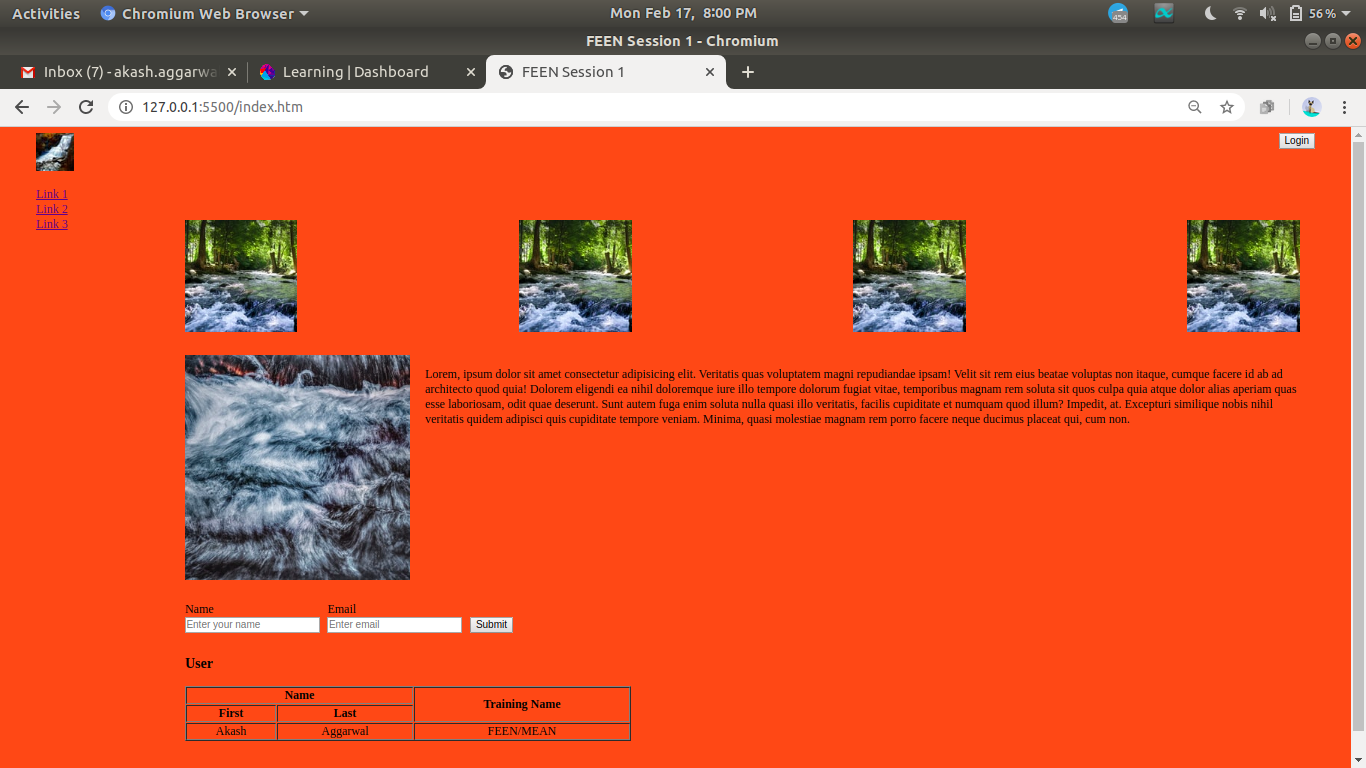 Activities Chromium Web Browser Mon Feb 17, 8:00 PM 454 56%
FEEN Session 1 - Chromium
Inbox (7) - akash.aggarwa Learning | Dashboard FEEN Session 1
127.0.0.1:5500/index.htm
Login
Link 1
Link 2
Link 3
Lorem, ipsum dolor sit amet consectetur adipisicing elit. Veritatis quas voluptatem magni repudiandae ipsam! Velit sit rem eius beatae voluptas non itaque, cumque facere id ab ad
architecto quod quia! Dolorem eligendi ea nihil doloremque iure illo tempore dolorum fugiat vitae, temporibus magnam rem soluta sit quos culpa quia atque dolor alias aperiam quas
esse laboriosam, odit quae deserunt. Sunt autem fuga enim soluta nulla quasi illo veritatis, facilis cupiditate et numquam quod illum? Impedit, at. Excepturi similique nobis nihil
veritatis quidem adipisci quis cupiditate tempore veniam. Minima, quasi molestiae magnam rem porro facere neque ducimus placeat qui, cum non.
Name Email
Enter your name Enter email Submit
User
Name Training Name
First Last
Akash Aggarwal FEEN/MEAN